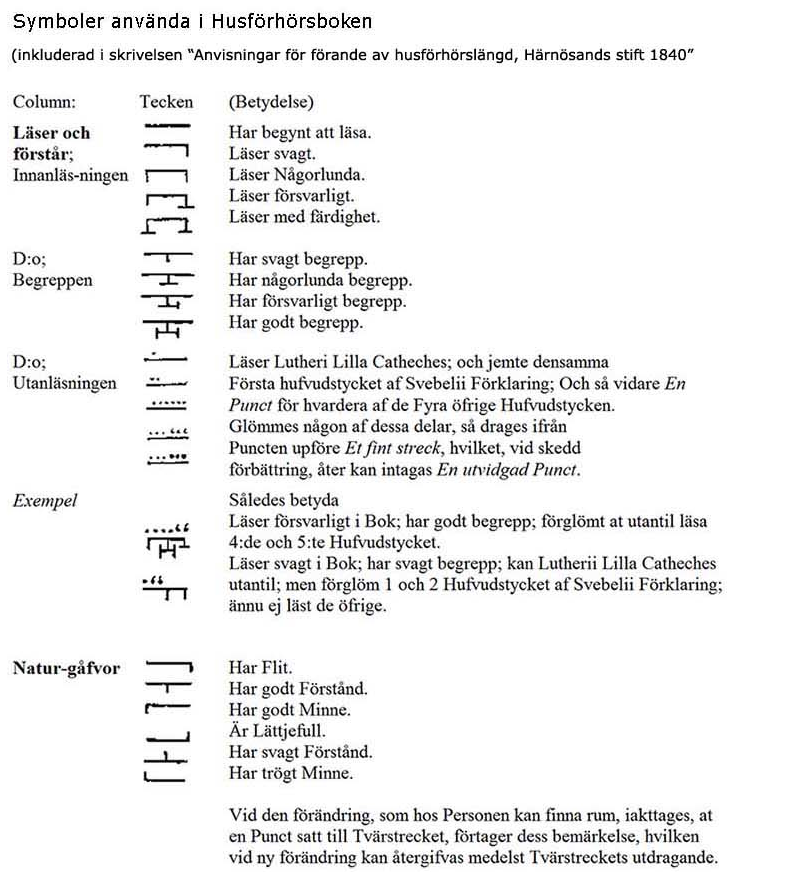 Symboler använda i Husförhörsboken
(inkluderad i skrivelsen “Anvisningar för förande av husförhörslängd, Härnösands stift 1840”
Column: Tecken (Betydelse)
Läser och Har begynt att läsa.
förstår; Läser svagt.
Innanläs-ningen Läser Någorlunda.
Läser försvarligt.
Läser med färdighet.
D:o; Har svagt begrepp.
Begreppen Har någorlunda begrepp.
Har försvarligt begrepp.
Har godt begrepp.
D:o; Läser Lutheri Lilla Catheches; och jemte densamma
Utanläsningen Första hufvudstycket af Svebelii Förklaring; Och så vidare En
Punct för hvardera af de Fyra öfrige Hufvudstycken.
Glömmes någon af dessa delar, så drages ifrån
Puncten upföre Et fint streck, hvilket, vid skedd
förbättring, åter kan intagas En utvidgad Punct.
Exempel Således betyda
Läser försvarligt i Bok; har godt begrepp; förglömt at utantil läsa
4:de och 5:te Hufvudstycket.
Läser svagt i Bok; har svagt begrepp; kan Lutherii Lilla Catheches
utantil; men förglöm 1 och 2 Hufvudstycket af Svebelii Förklaring;
ännu ej läst de öfrige.
Natur-gåfvor Har Flit.
Har godt Förstånd.
Har godt Minne.
Är Lättjefull.
Har svagt Förstånd.
Har trögt Minne.
Vid den förändring, som hos Personen kan finna rum, iakttages, at
en Punct satt till Tvärstrecket, förtager dess bemärkelse, hvilken
vid ny förändring kan återgifvas medelst Tvärstreckets utdragande.